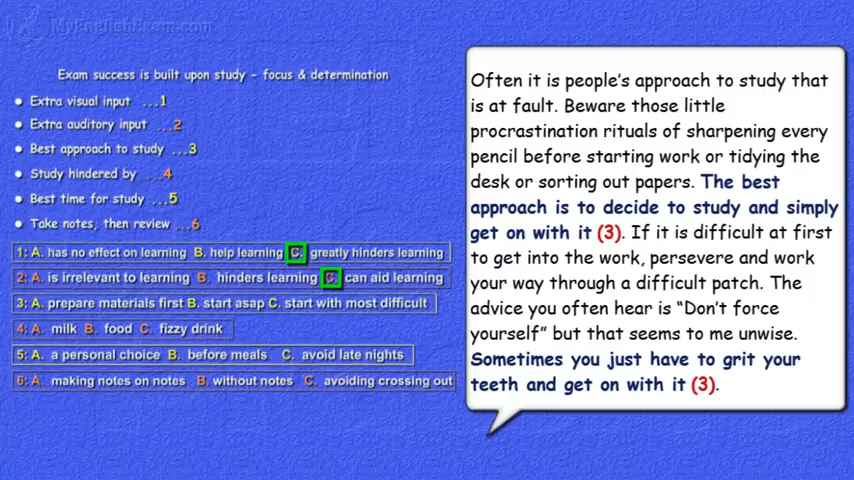 MyEnglishExam.com
Exam success is built upon study - focus & determination
• Extra visual input ...1
• Extra auditory input ...2
• Best approach to study ...3
• Study hindered by ...4
• Best time for study ...5
• Take notes, then review ...6
1: A. has no effect on learning B. help learning C. greatly hinders learning
2: A. is irrelevant to learning B. hinders learning C. can aid learning
3: A. prepare materials first B. start asap C. start with most difficult
4: A. milk B. food C. fizzy drink
5: A. a personal choice B. before meals C. avoid late nights
6: A. making notes on notes B. without notes C. avoiding crossing out
Often it is people's approach to study that
is at fault. Beware those little
procrastination rituals of sharpening every
pencil before starting work or tidying the
desk or sorting out papers. The best
approach is to decide to study and simply
get on with it (3). If it is difficult at first
to get into the work, persevere and work
your way through a difficult patch. The
advice you often hear is “Don't force
yourself” but that seems to me unwise.
Sometimes you just have to grit your
teeth and get on with it (3).